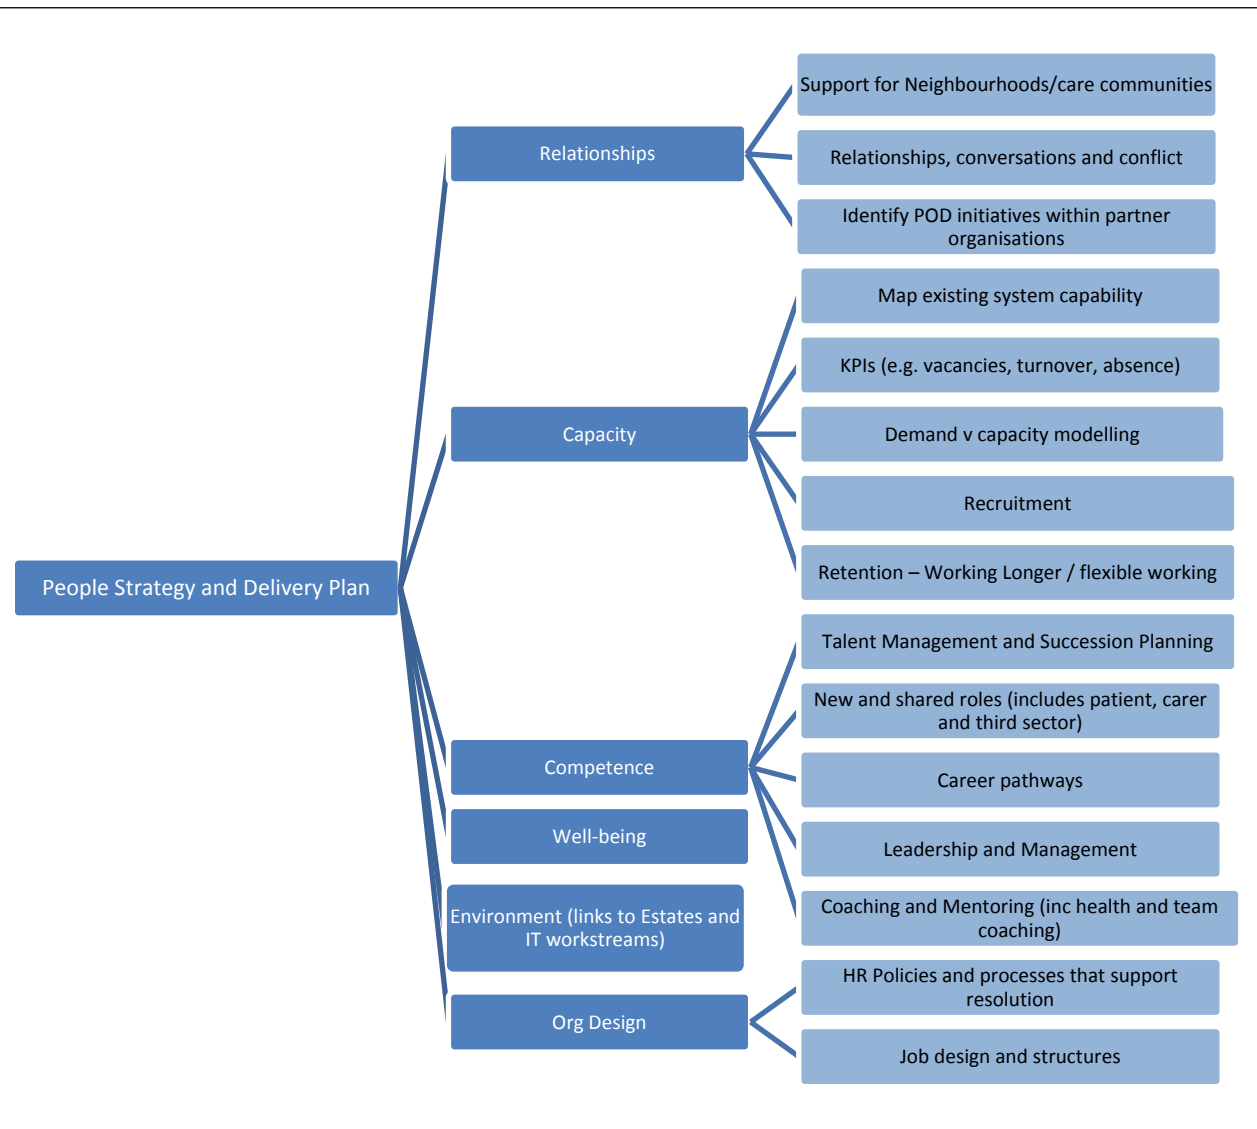 People Strategy and Delivery Plan
Relationships
Support for Neighbourhoods/care communities
Relationships, conversations and conflict
Identify POD initiatives within partner
organisations
Capacity
Map existing system capability
KPIs (e.g. vacancies, turnover, absence)
Demand v capacity modelling
Recruitment
Retention – Working Longer / flexible working
Competence
Talent Management and Succession Planning
New and shared roles (includes patient, carer
and third sector)
Career pathways
Leadership and Management
Coaching and Mentoring (inc health and team
coaching)
Well-being
Environment (links to Estates and
IT workstreams)
Org Design
HR Policies and processes that support
resolution
Job design and structures